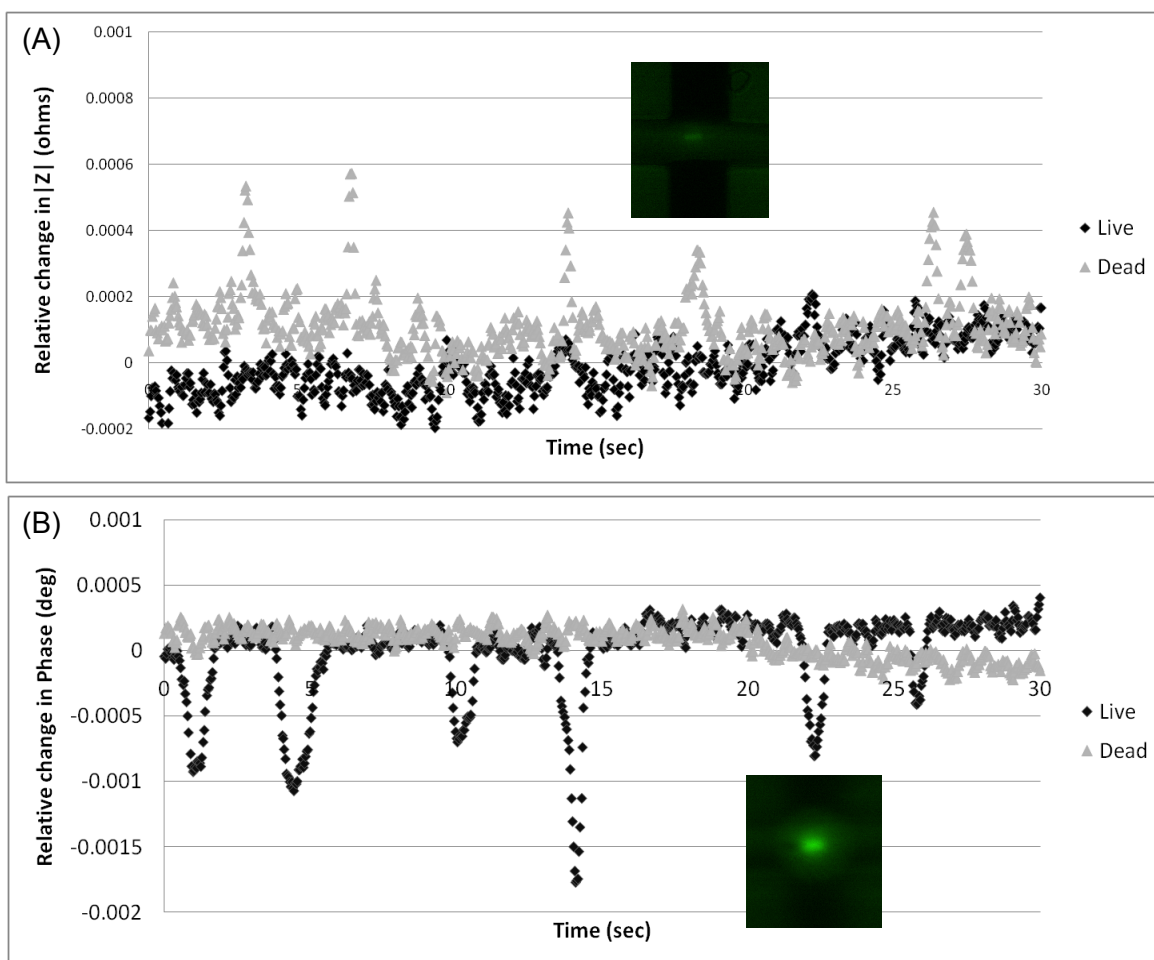 (A)
0.001
0.0008
0.0006
0.0004
0.0002
0
-0.0002
Relative change in |Z| (ohms)
0 5 10 20 25 30
Time (sec)
Live
Dead
(B)
0.001
0.0005
0
-0.0005
-0.001
-0.0015
-0.002
Relative change in Phase (deg)
0 5 10 15 20 25 30
Time (sec)
Live
Dead